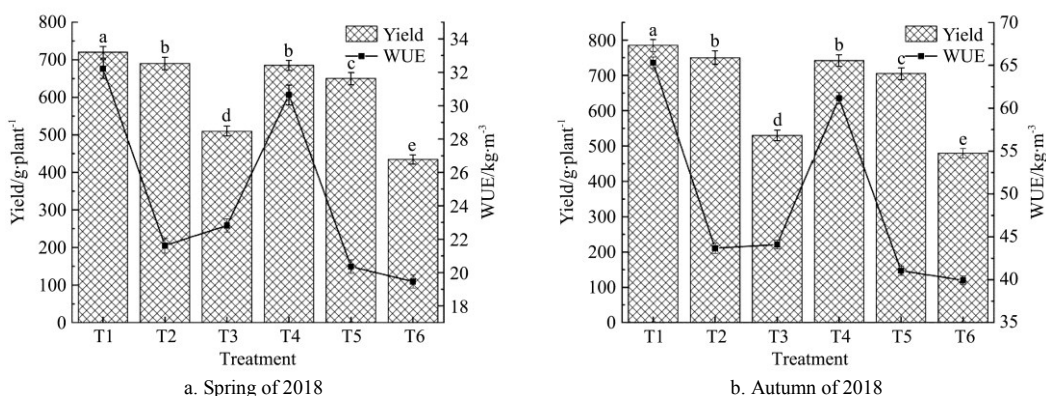 800
700
600
500
400
300
200
100
0
Yield/g·plant⁻¹
a
b
d
b
c
e
Yield
WUE
34
32
30
28
26
24
22
20
18
WUE/kg·m⁻³
T1 T2 T3 T4 T5 T6
Treatment
a. Spring of 2018
800
700
600
500
400
300
200
100
0
Yield/g·plant⁻¹
a
b
d
b
c
e
Yield
WUE
70
65
60
55
50
45
40
35
WUE/kg·m⁻³
T1 T2 T3 T4 T5 T6
Treatment
b. Autumn of 2018